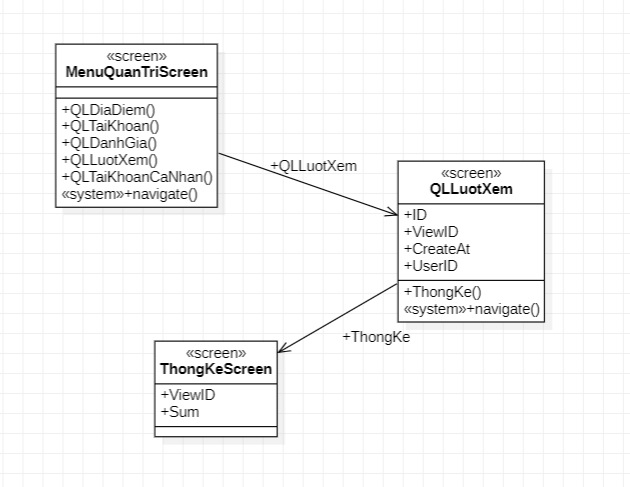 «screen»
MenuQuanTriScreen
+QLDiaDiem()
+QLTaiKhoan()
+QLDanhGia()
+QLLuotXem()
+QLTaiKhoanCaNhan()
«system»+navigate()
+QLLuotXem
«screen»
QLLuotXem
+ID
+ViewID
+CreateAt
+UserID
+ThongKe()
«system»+navigate()
+ThongKe
«screen»
ThongKeScreen
+ViewID
+Sum